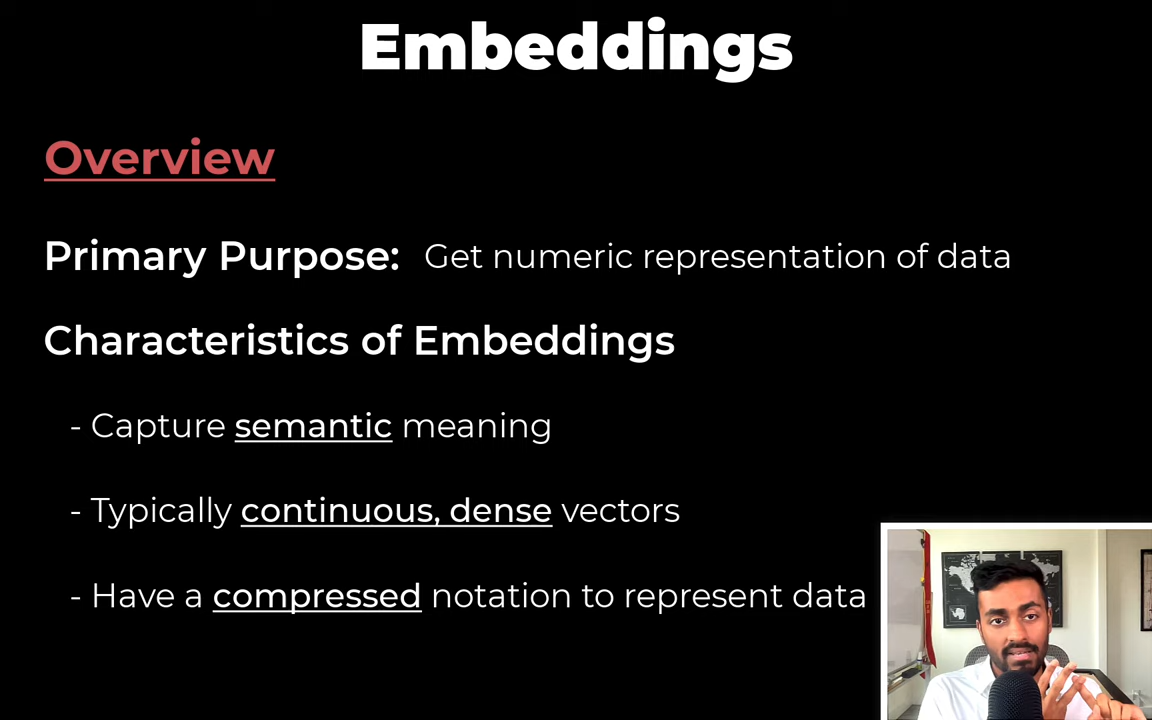 Embeddings
Overview
Primary Purpose: Get numeric representation of data
Characteristics of Embeddings
- Capture semantic meaning
- Typically continuous, dense vectors
- Have a compressed notation to represent data